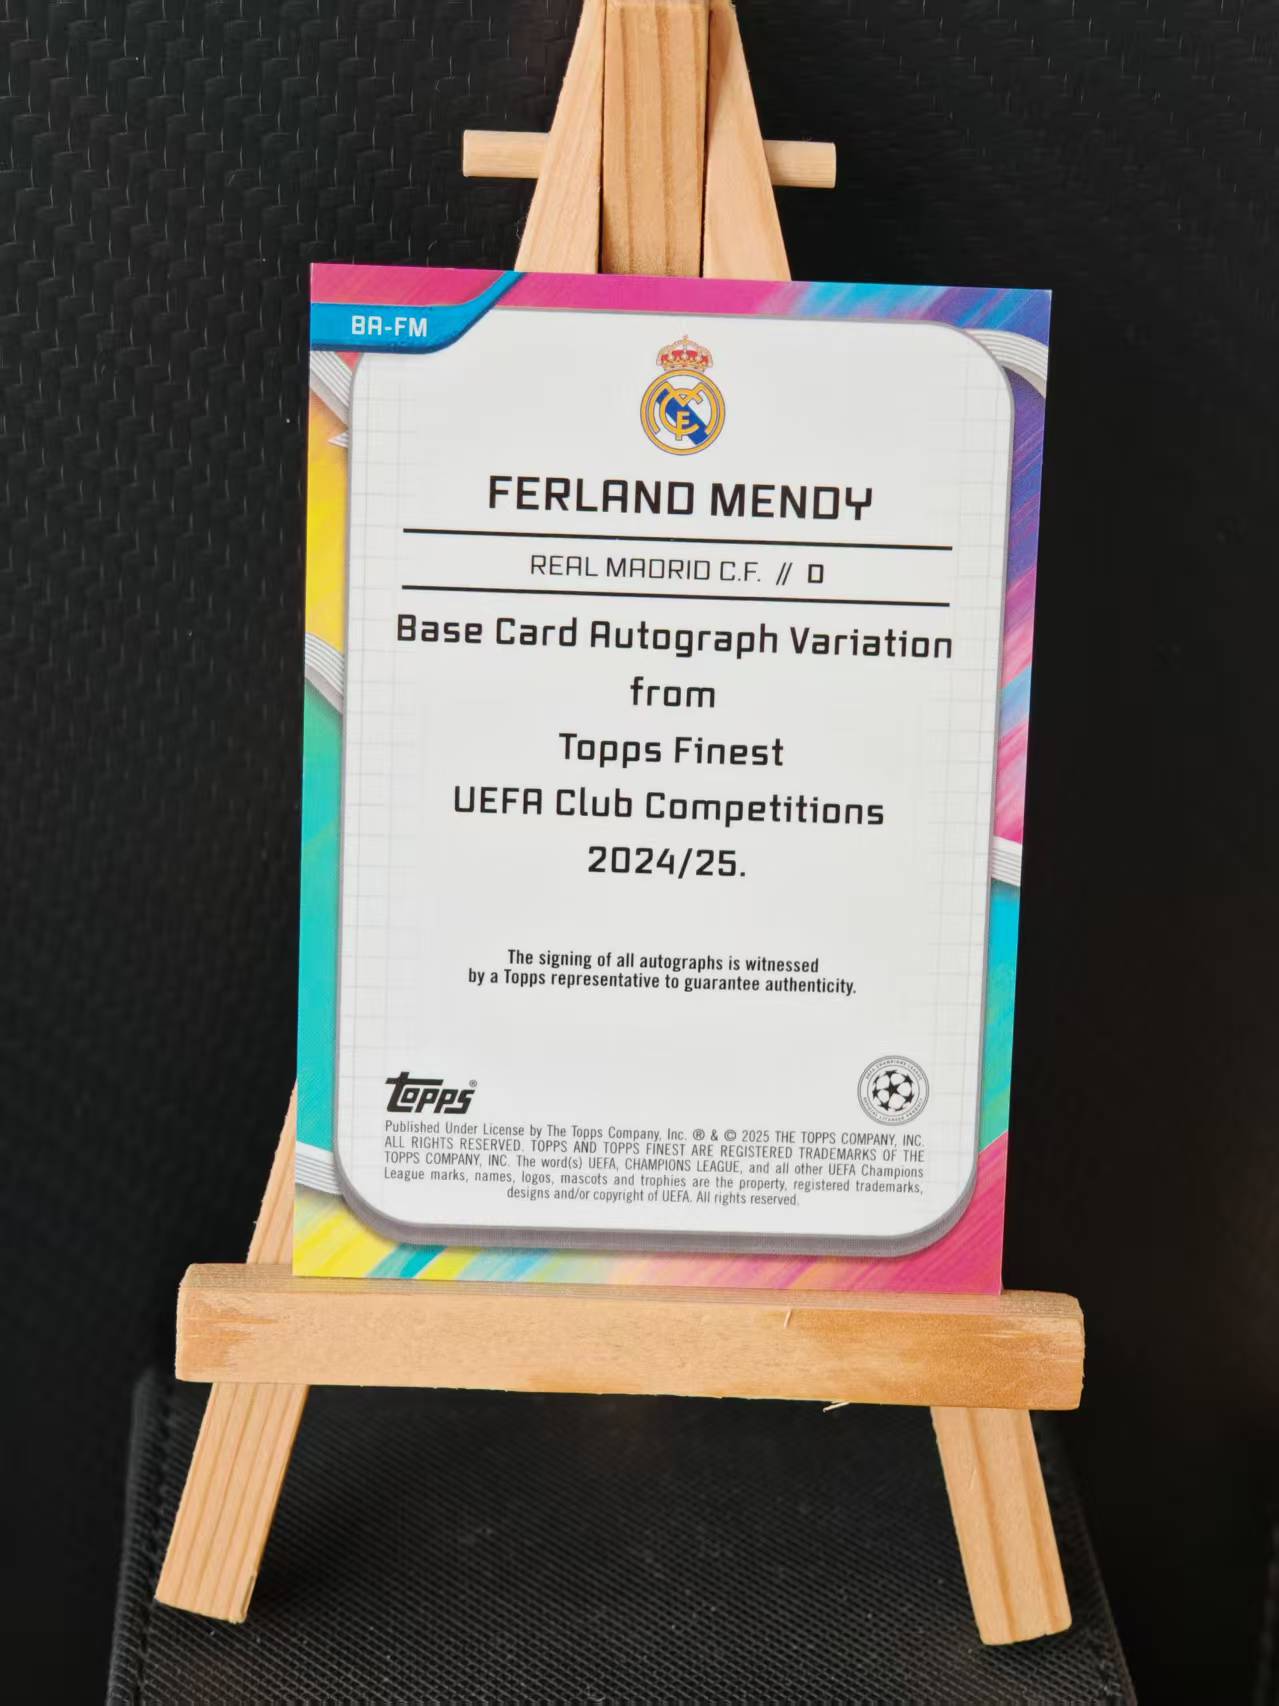 BA-FM
FERLAND MENDY
REAL MADRID C.F. // D
Base Card Autograph Variation
from
Topps Finest
UEFA Club Competitions
2024/25.
The signing of all autographs is witnessed
by a Topps representative to guarantee authenticity.
topps®
Published Under License by The Topps Company, Inc. ® & © 2025 THE TOPPS COMPANY, INC.
ALL RIGHTS RESERVED. TOPPS AND TOPPS FINEST ARE REGISTERED TRADEMARKS OF THE
TOPPS COMPANY, INC. The word(s) UEFA, CHAMPIONS LEAGUE, and all other UEFA Champions
League marks, names, logos, mascots and trophies are the property, registered trademarks,
designs and/or copyright of UEFA. All rights reserved.